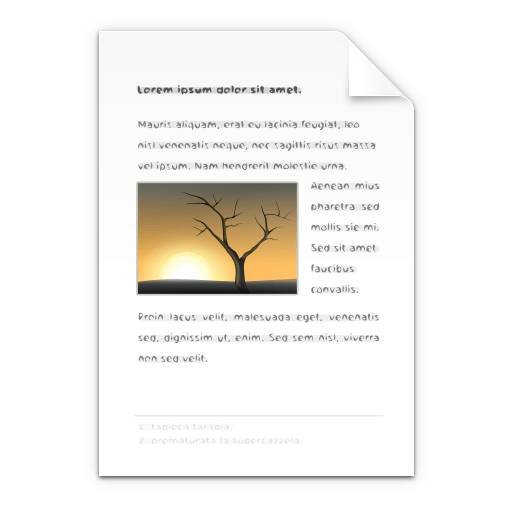 Lorem ipsum dolor sit amet.
Mauris aliquam, erat eu lacinia feugiat, leo
nisl venenatis neque, nec sagittis risus massa
vel ipsum. Nam hendrerit molestie urna.
Aenean mius
pharetra sed
mollis sie mi.
Sed sit amet
faucibus
convallis.
Proin lacus velit, malesuada eget, venenatis
sed, dignissim ut, enim. Sed sem nisl, viverra
non sed velit.
1. tapioca tarapia.
2. prematurata la supercazzola.